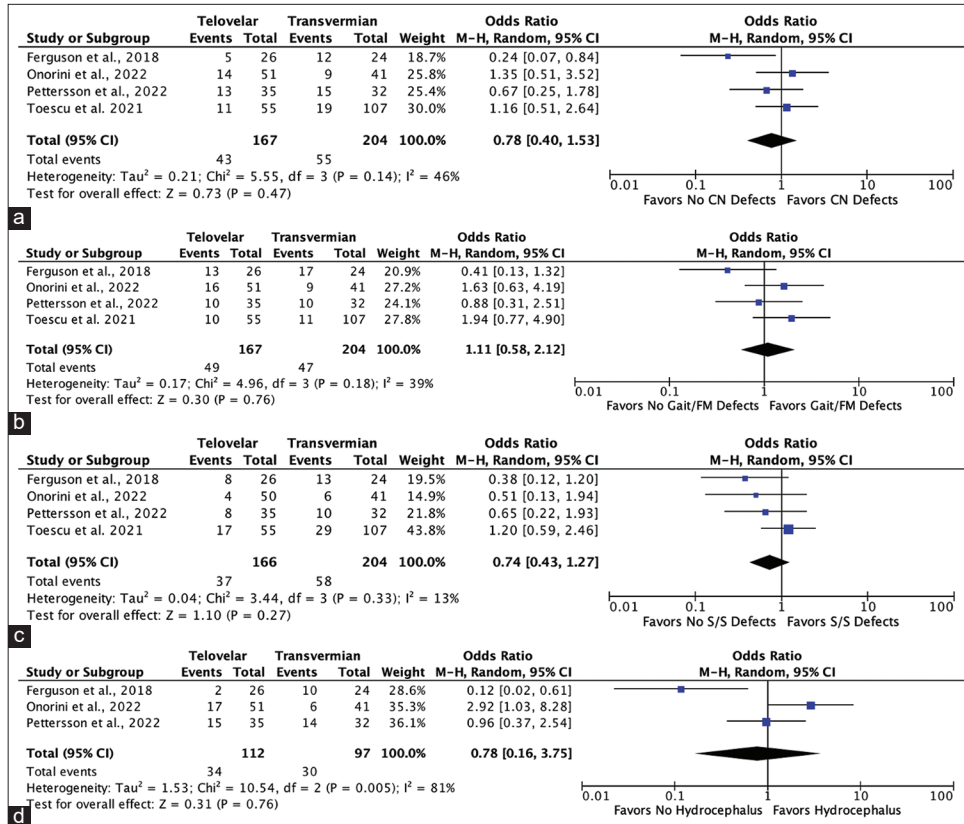 Telovelar Transvermian Odds Ratio Odds Ratio
Study or Subgroup Events Total Events Total Weight M-H, Random, 95% CI M-H, Random, 95% CI
Ferguson et al., 2018 5 26 12 24 18.7% 0.24 [0.07, 0.84]
Onorini et al., 2022 14 51 9 41 25.8% 1.35 [0.51, 3.52]
Pettersson et al., 2022 13 35 15 32 25.4% 0.67 [0.25, 1.78]
Toescu et al. 2021 11 55 19 107 30.0% 1.16 [0.51, 2.64]
Total (95% CI) 167 204 100.0% 0.78 [0.40, 1.53]
Total events 43 55
Heterogeneity: Tau² = 0.21; Chi² = 5.55, df = 3 (P = 0.14); I² = 46%
Test for overall effect: Z = 0.73 (P = 0.47)
0.01 0.1 1 10 100
Favors No CN Defects Favors CN Defects
a
Telovelar Transvermian Odds Ratio Odds Ratio
Study or Subgroup Events Total Events Total Weight M-H, Random, 95% CI M-H, Random, 95% CI
Ferguson et al., 2018 13 26 17 24 20.9% 0.41 [0.13, 1.32]
Onorini et al., 2022 16 51 9 41 27.2% 1.63 [0.63, 4.19]
Pettersson et al., 2022 10 35 10 32 24.1% 0.88 [0.31, 2.51]
Toescu et al. 2021 10 55 11 107 27.8% 1.94 [0.77, 4.90]
Total (95% CI) 167 204 100.0% 1.11 [0.58, 2.12]
Total events 49 47
Heterogeneity: Tau² = 0.17; Chi² = 4.96, df = 3 (P = 0.18); I² = 39%
Test for overall effect: Z = 0.30 (P = 0.76)
0.01 0.1 1 10 100
Favors No Gait/FM Defects Favors Gait/FM Defects
b
Telovelar Transvermian Odds Ratio Odds Ratio
Study or Subgroup Events Total Events Total Weight M-H, Random, 95% CI M-H, Random, 95% CI
Ferguson et al., 2018 8 26 13 24 19.5% 0.38 [0.12, 1.20]
Onorini et al., 2022 4 50 6 41 14.9% 0.51 [0.13, 1.94]
Pettersson et al., 2022 8 35 10 32 21.8% 0.65 [0.22, 1.93]
Toescu et al. 2021 17 55 29 107 43.8% 1.20 [0.59, 2.46]
Total (95% CI) 166 204 100.0% 0.74 [0.43, 1.27]
Total events 37 58
Heterogeneity: Tau² = 0.04; Chi² = 3.44, df = 3 (P = 0.33); I² = 13%
Test for overall effect: Z = 1.10 (P = 0.27)
0.01 0.1 1 10 100
Favors No S/S Defects Favors S/S Defects
c
Telovelar Transvermian Odds Ratio Odds Ratio
Study or Subgroup Events Total Events Total Weight M-H, Random, 95% CI M-H, Random, 95% CI
Ferguson et al., 2018 2 26 10 24 28.6% 0.12 [0.02, 0.61]
Onorini et al., 2022 17 51 6 41 35.3% 2.92 [1.03, 8.28]
Pettersson et al., 2022 15 35 14 32 36.1% 0.96 [0.37, 2.54]
Total (95% CI) 112 97 100.0% 0.78 [0.16, 3.75]
Total events 34 30
Heterogeneity: Tau² = 1.53; Chi² = 10.54, df = 2 (P = 0.005); I² = 81%
Test for overall effect: Z = 0.31 (P = 0.76)
0.01 0.1 1 10 100
Favors No Hydrocephalus Favors Hydrocephalus
d